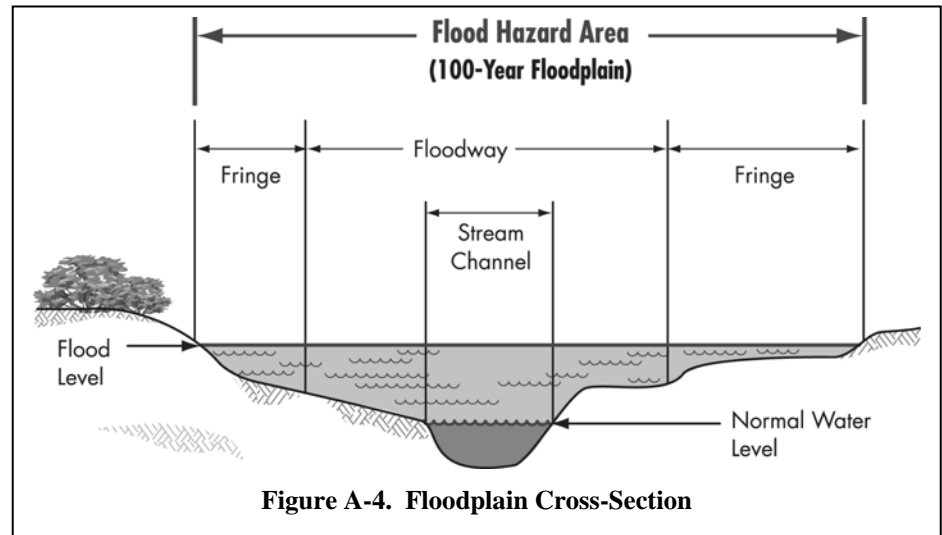 Flood Hazard Area
(100-Year Floodplain)
Fringe
Floodway
Fringe
Stream
Channel
Flood
Level
Normal Water
Level
Figure A-4. Floodplain Cross-Section